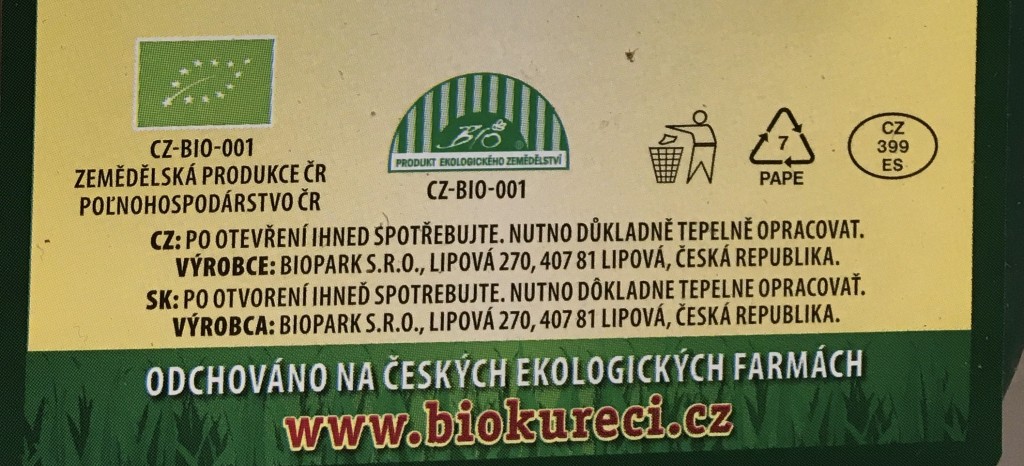 CZ-BIO-001
ZEMĚDĚLSKÁ PRODUKCE ČR
POĽNOHOSPODÁRSTVO ČR
BIO
PRODUKT EKOLOGICKÉHO ZEMĚDĚLSTVÍ
CZ-BIO-001
7
PAPE
CZ
399
ES
CZ: PO OTEVŘENÍ IHNED SPOTŘEBUJTE. NUTNO DŮKLADNĚ TEPELNĚ OPRACOVAT.
VÝROBCE: BIOPARK S.R.O., LIPOVÁ 270, 407 81 LIPOVÁ, ČESKÁ REPUBLIKA.
SK: PO OTVORENÍ IHNEĎ SPOTREBUJTE. NUTNO DÔKLADNE TEPELNE OPRACOVAŤ.
VÝROBCA: BIOPARK S.R.O., LIPOVÁ 270, 407 81 LIPOVÁ, ČESKÁ REPUBLIKA.
ODCHOVÁNO NA ČESKÝCH EKOLOGICKÝCH FARMÁCH
www.biokureci.cz